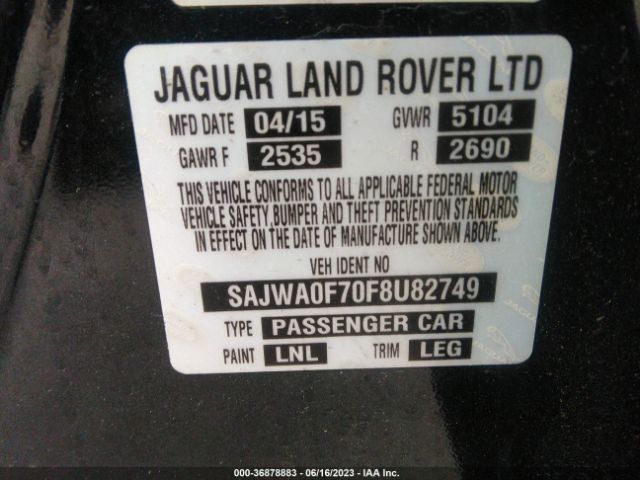 JAGUAR LAND ROVER LTD
MFD DATE 04/15 GVWR 5104
GAWR F 2535 R 2690
THIS VEHICLE CONFORMS TO ALL APPLICABLE FEDERAL MOTOR
VEHICLE SAFETY,BUMPER AND THEFT PREVENTION STANDARDS
IN EFFECT ON THE DATE OF MANUFACTURE SHOWN ABOVE.
VEH IDENT NO
SAJWA0F70F8U82749
TYPE PASSENGER CAR
PAINT LNL TRIM LEG
000-36878883 - 06/16/2023 - IAA Inc.